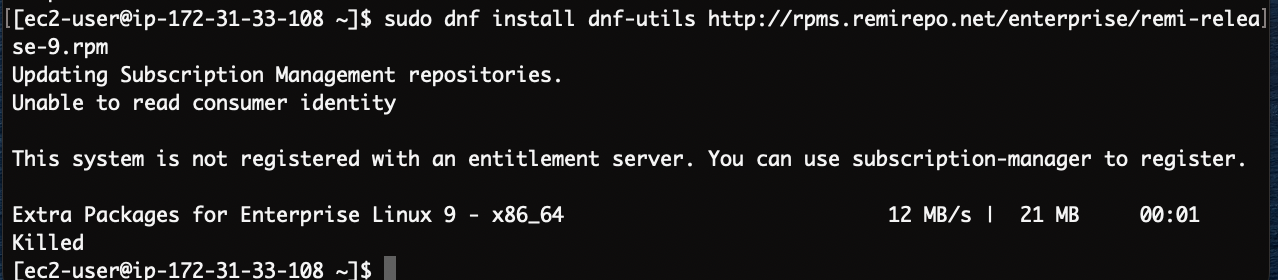 [[ec2-user@ip-172-31-33-108 ~]$ sudo dnf install dnf-utils http://rpms.remirepo.net/enterprise/remi-relea]
se-9.rpm
Updating Subscription Management repositories.
Unable to read consumer identity
This system is not registered with an entitlement server. You can use subscription-manager to register.
Extra Packages for Enterprise Linux 9 - x86_64 12 MB/s | 21 MB 00:01
Killed
[ec2-user@ip-172-31-33-108 ~]$